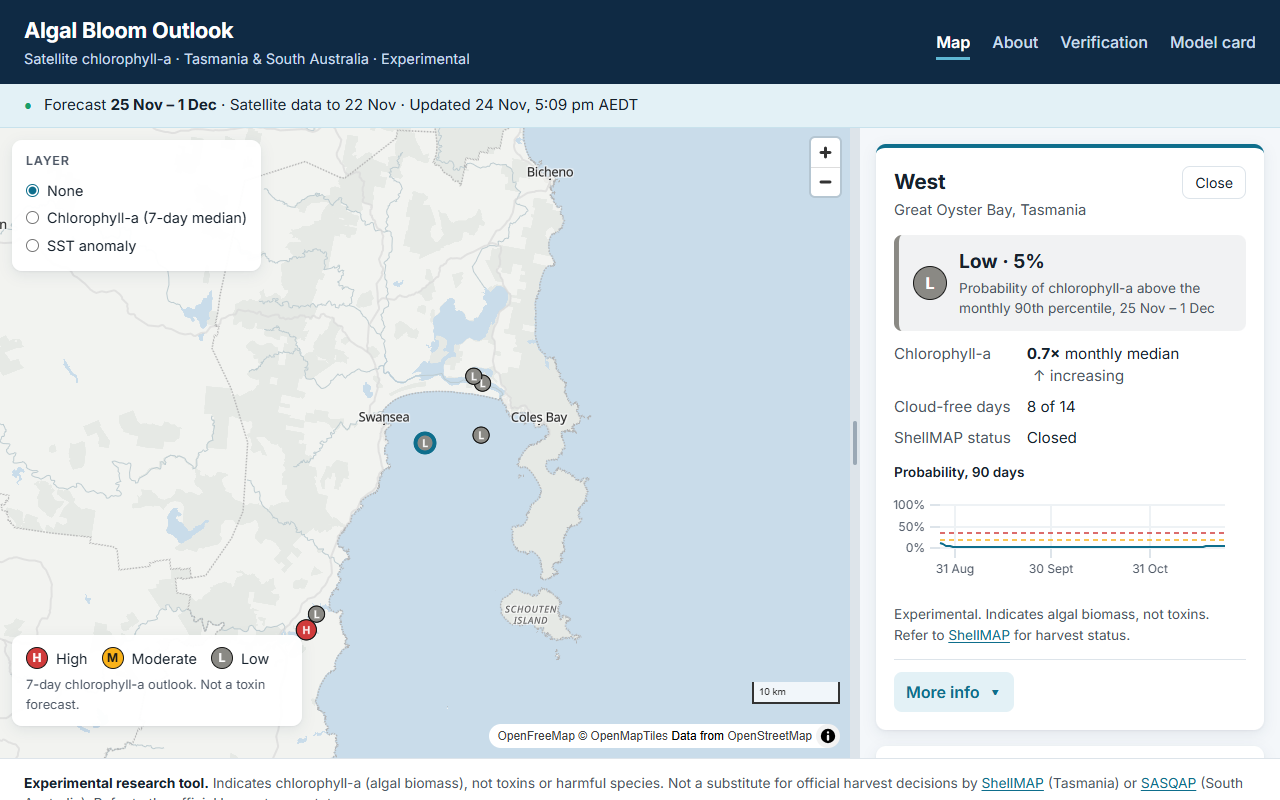 Algal Bloom Outlook
Satellite chlorophyll-a · Tasmania & South Australia · Experimental
Map
About
Verification
Model card
Forecast 25 Nov – 1 Dec · Satellite data to 22 Nov · Updated 24 Nov, 5:09 pm AEDT
LAYER
None
Chlorophyll-a (7-day median)
SST anomaly
n
Bicheno
+
−
L
L
Swansea
Coles Bay
L
L
SCHOUTEN
ISLAND
L
H
H High
M Moderate
L Low
7-day chlorophyll-a outlook. Not a toxin
forecast.
10 km
OpenFreeMap © OpenMapTiles Data from OpenStreetMap
West
Close
Great Oyster Bay, Tasmania
L
Low · 5%
Probability of chlorophyll-a above the
monthly 90th percentile, 25 Nov – 1 Dec
Chlorophyll-a 0.7× monthly median
↑ increasing
Cloud-free days 8 of 14
ShellMAP status Closed
Probability, 90 days
100%
50%
0%
31 Aug 30 Sept 31 Oct
Experimental. Indicates algal biomass, not toxins.
Refer to ShellMAP for harvest status.
More info ▼
Experimental research tool. Indicates chlorophyll-a (algal biomass), not toxins or harmful species. Not a substitute for official harvest decisions by ShellMAP (Tasmania) or SASQAP (South